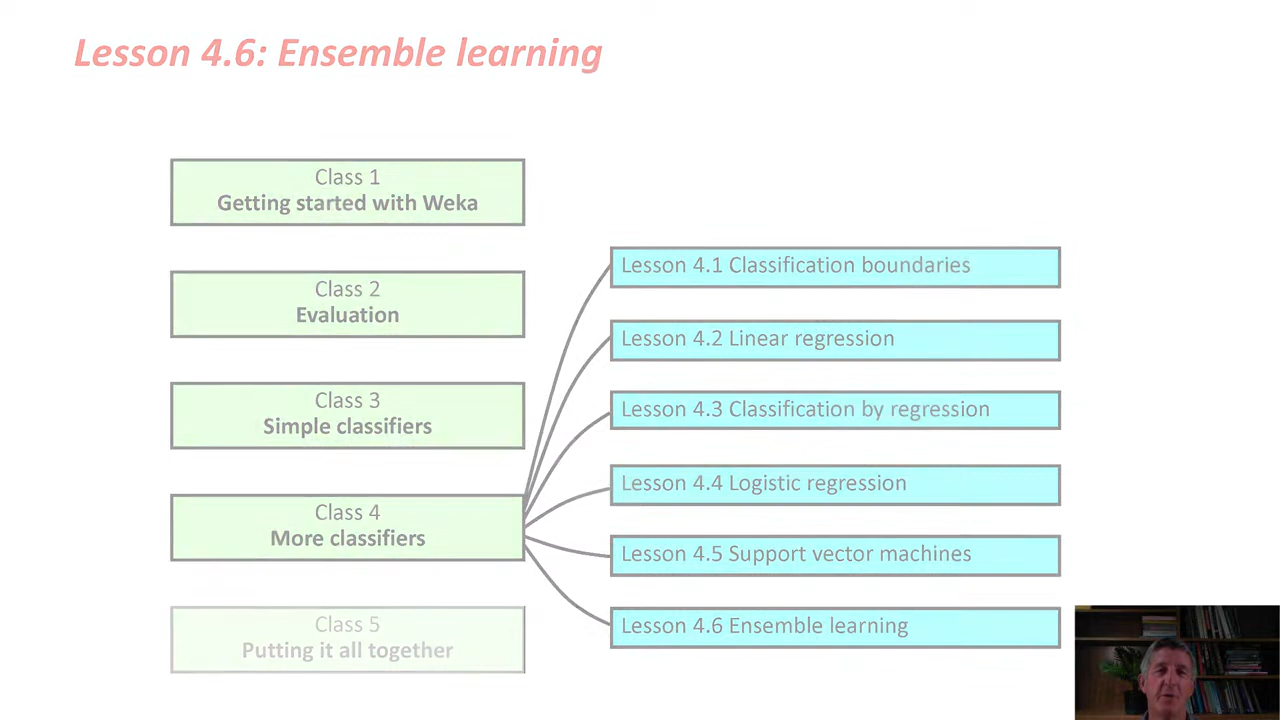 Lesson 4.6: Ensemble learning
Class 1
Getting started with Weka
Class 2
Evaluation
Class 3
Simple classifiers
Class 4
More classifiers
Class 5
Putting it all together
Lesson 4.1 Classification boundaries
Lesson 4.2 Linear regression
Lesson 4.3 Classification by regression
Lesson 4.4 Logistic regression
Lesson 4.5 Support vector machines
Lesson 4.6 Ensemble learning